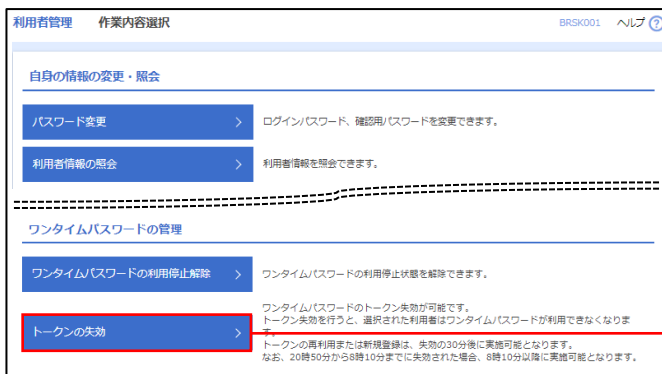 利用者管理 作業内容選択 BRSK001 ヘルプ ?
自身の情報の変更・照会
パスワード変更 ログインパスワード、確認用パスワードを変更できます。
利用者情報の照会 利用者情報を照会できます。
ワンタイムパスワードの管理
ワンタイムパスワードの利用停止解除 ワンタイムパスワードの利用停止状態を解除できます。
ワンタイムパスワードのトークン失効が可能です。
トークン失効を行うと、選択された利用者はワンタイムパスワードが利用できなくなりま
トークンの失効 す。
トークンの再利用または新規登録は、失効の30分後に実施可能となります。
なお、20時50分から8時10分までに失効された場合、8時10分以降に実施可能となります。